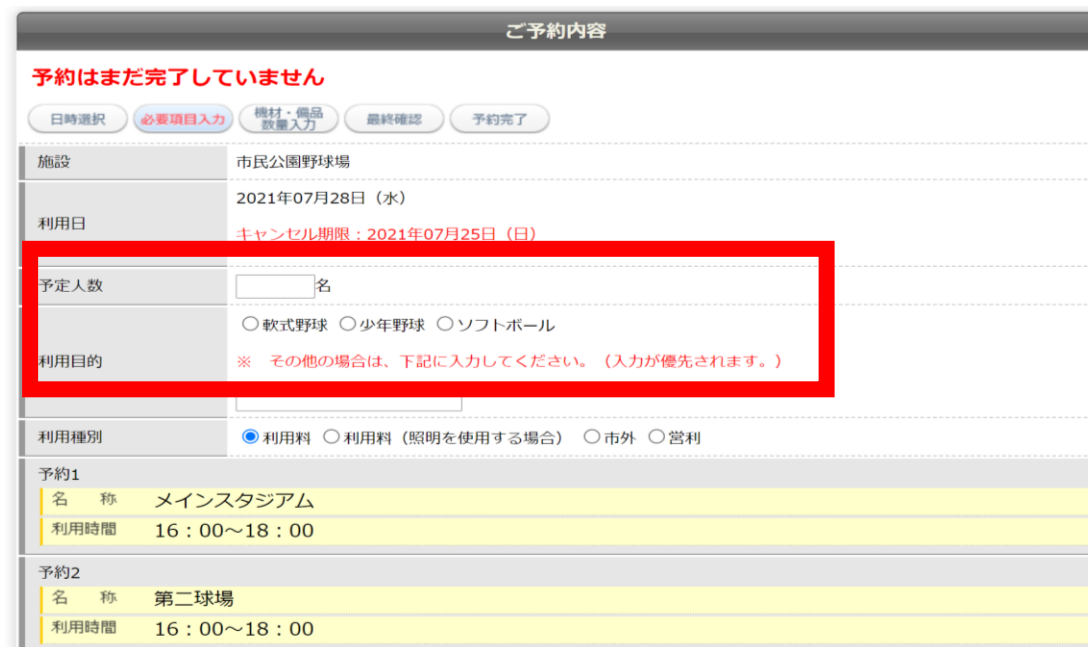 ご予約内容
予約はまだ完了していません
日時選択 必要項目入力 機材・備品数量入力 最終確認 予約完了
施設 市民公園野球場
2021年07月28日（水）
利用日
キャンセル期限：2021年07月25日（日）
予定人数 名
○軟式野球 ○少年野球 ○ソフトボール
利用目的 ※ その他の場合は、下記に入力してください。（入力が優先されます。）
利用種別 ◉利用料 ○利用料（照明を使用する場合） ○市外 ○営利
予約1
名 称 メインスタジアム
利用時間 16：00～18：00
予約2
名 称 第二球場
利用時間 16：00～18：00